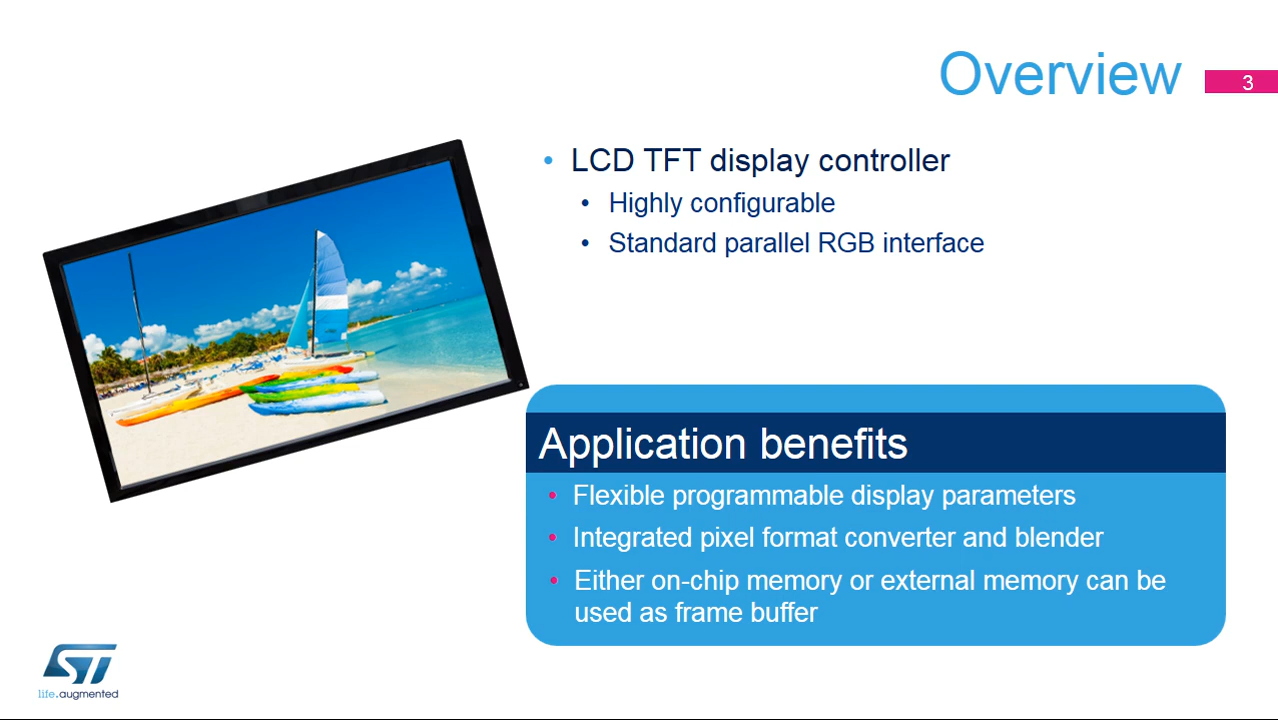 Overview
3
• LCD TFT display controller
• Highly configurable
• Standard parallel RGB interface
Application benefits
• Flexible programmable display parameters
• Integrated pixel format converter and blender
• Either on-chip memory or external memory can be
used as frame buffer
ST
life.augmented